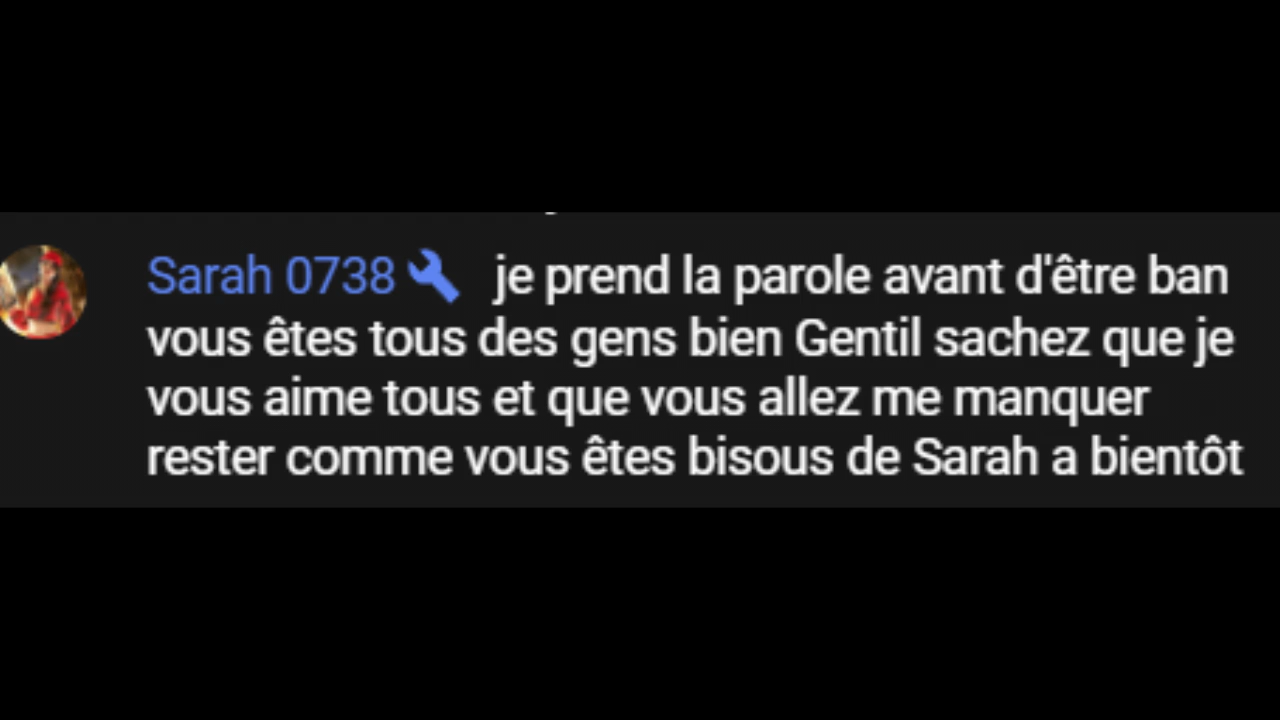 Sarah 0738 je prend la parole avant d'être ban
vous êtes tous des gens bien Gentil sachez que je
vous aime tous et que vous allez me manquer
rester comme vous êtes bisous de Sarah a bientôt